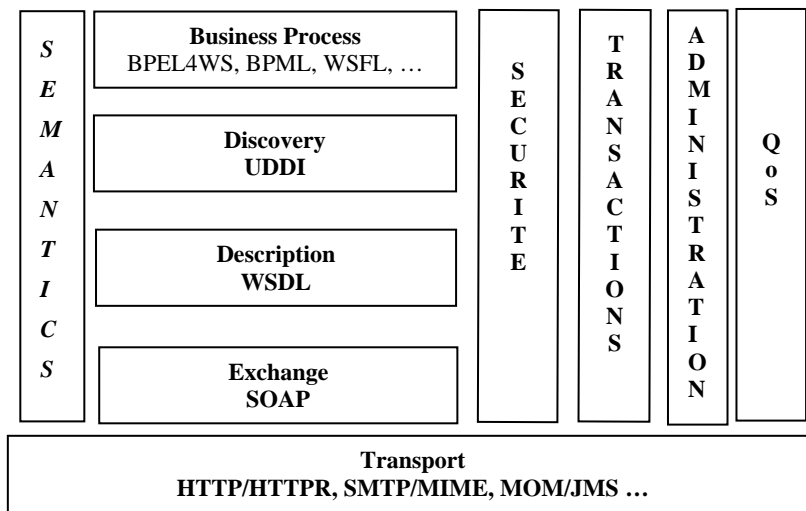 SEMANTICS
Business Process
BPEL4WS, BPML, WSFL, …
Discovery
UDDI
Description
WSDL
Exchange
SOAP
SECURITE
TRANSACTIONS
ADMINISTRATION
QoS
Transport
HTTP/HTTPR, SMTP/MIME, MOM/JMS …